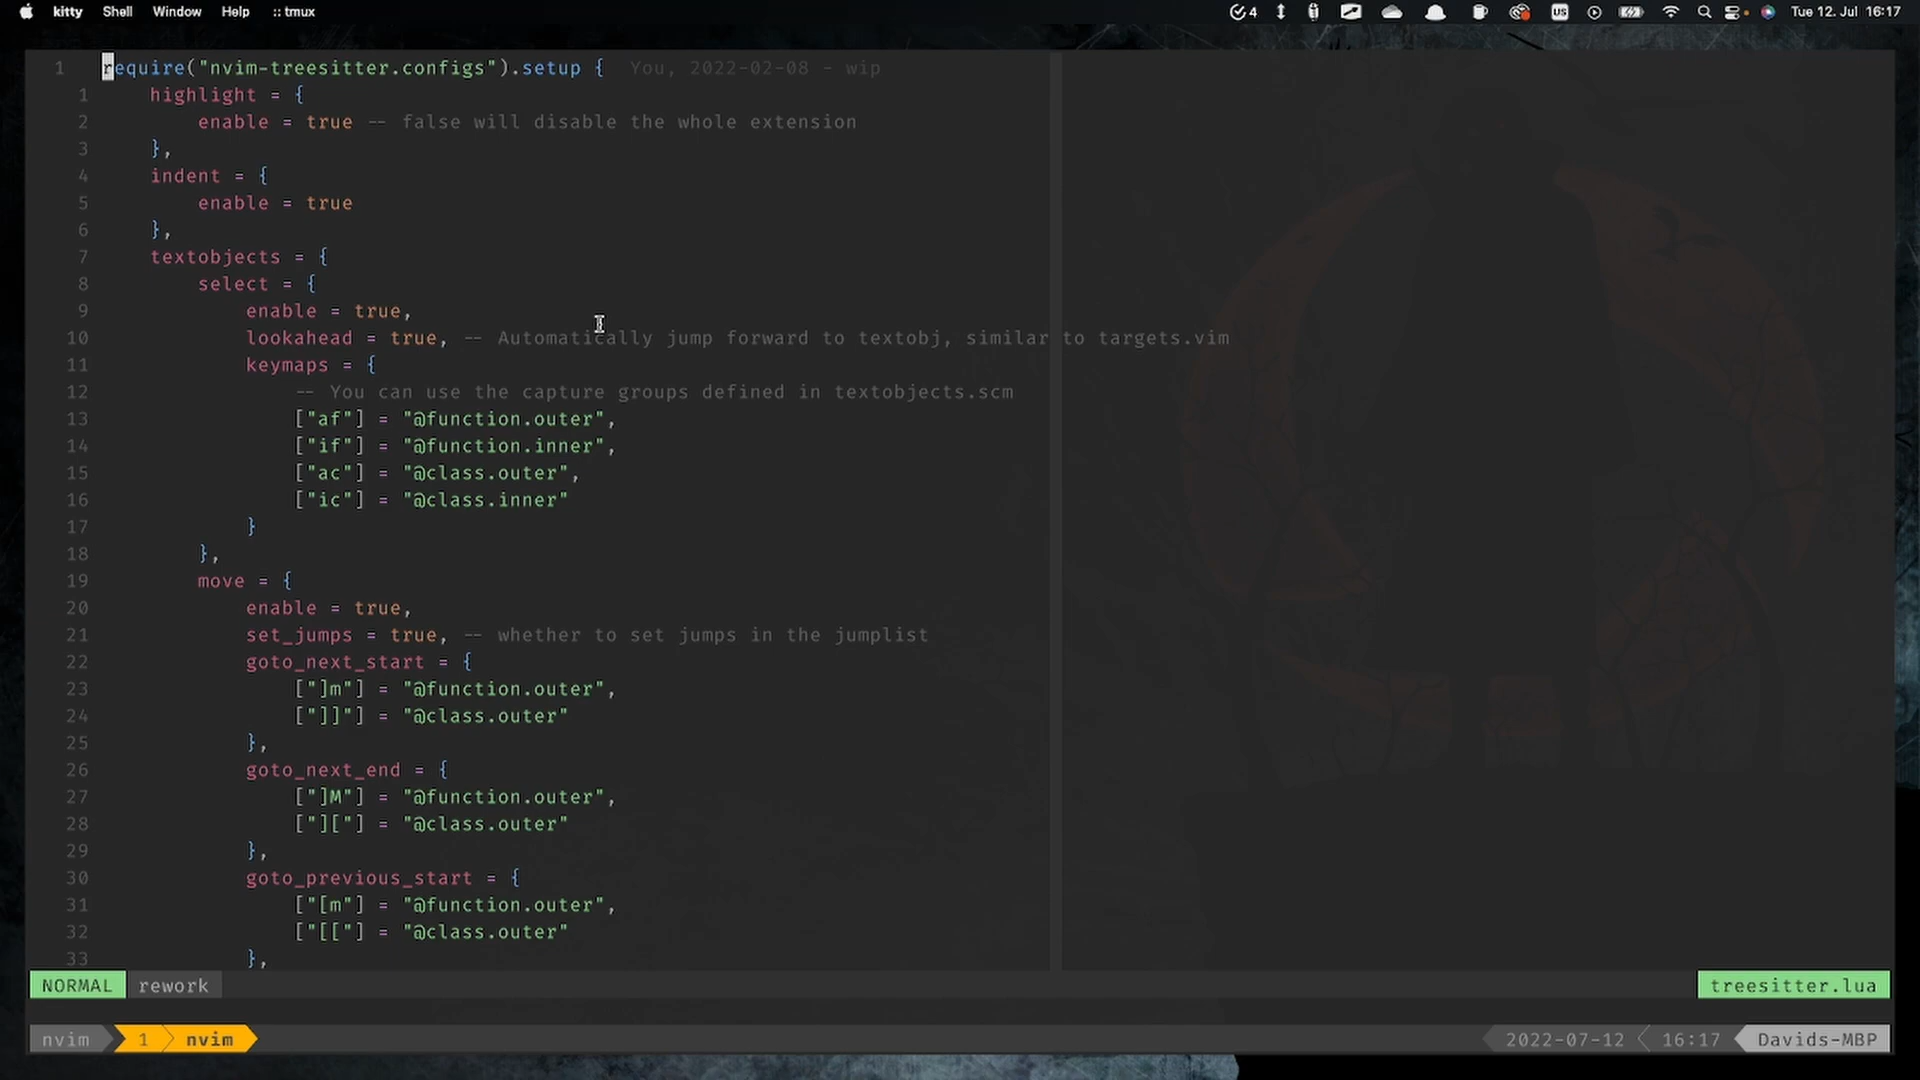 kitty Shell Window Help :: tmux 4 US Tue 12. Jul 16:17
1 require("nvim-treesitter.configs").setup { You, 2022-02-08 - wip
1 highlight = {
2 enable = true -- false will disable the whole extension
3 },
4 indent = {
5 enable = true
6 },
7 textobjects = {
8 select = {
9 enable = true,
10 lookahead = true, -- Automatically jump forward to textobj, similar to targets.vim
11 keymaps = {
12 -- You can use the capture groups defined in textobjects.scm
13 ["af"] = "@function.outer",
14 ["if"] = "@function.inner",
15 ["ac"] = "@class.outer",
16 ["ic"] = "@class.inner"
17 }
18 },
19 move = {
20 enable = true,
21 set_jumps = true, -- whether to set jumps in the jumplist
22 goto_next_start = {
23 ["]m"] = "@function.outer",
24 ["]]"] = "@class.outer"
25 },
26 goto_next_end = {
27 ["]M"] = "@function.outer",
28 ["]["] = "@class.outer"
29 },
30 goto_previous_start = {
31 ["[m"] = "@function.outer",
32 ["[["] = "@class.outer"
33 },
NORMAL rework treesitter.lua
nvim 1 nvim 2022-07-12 16:17 Davids-MBP